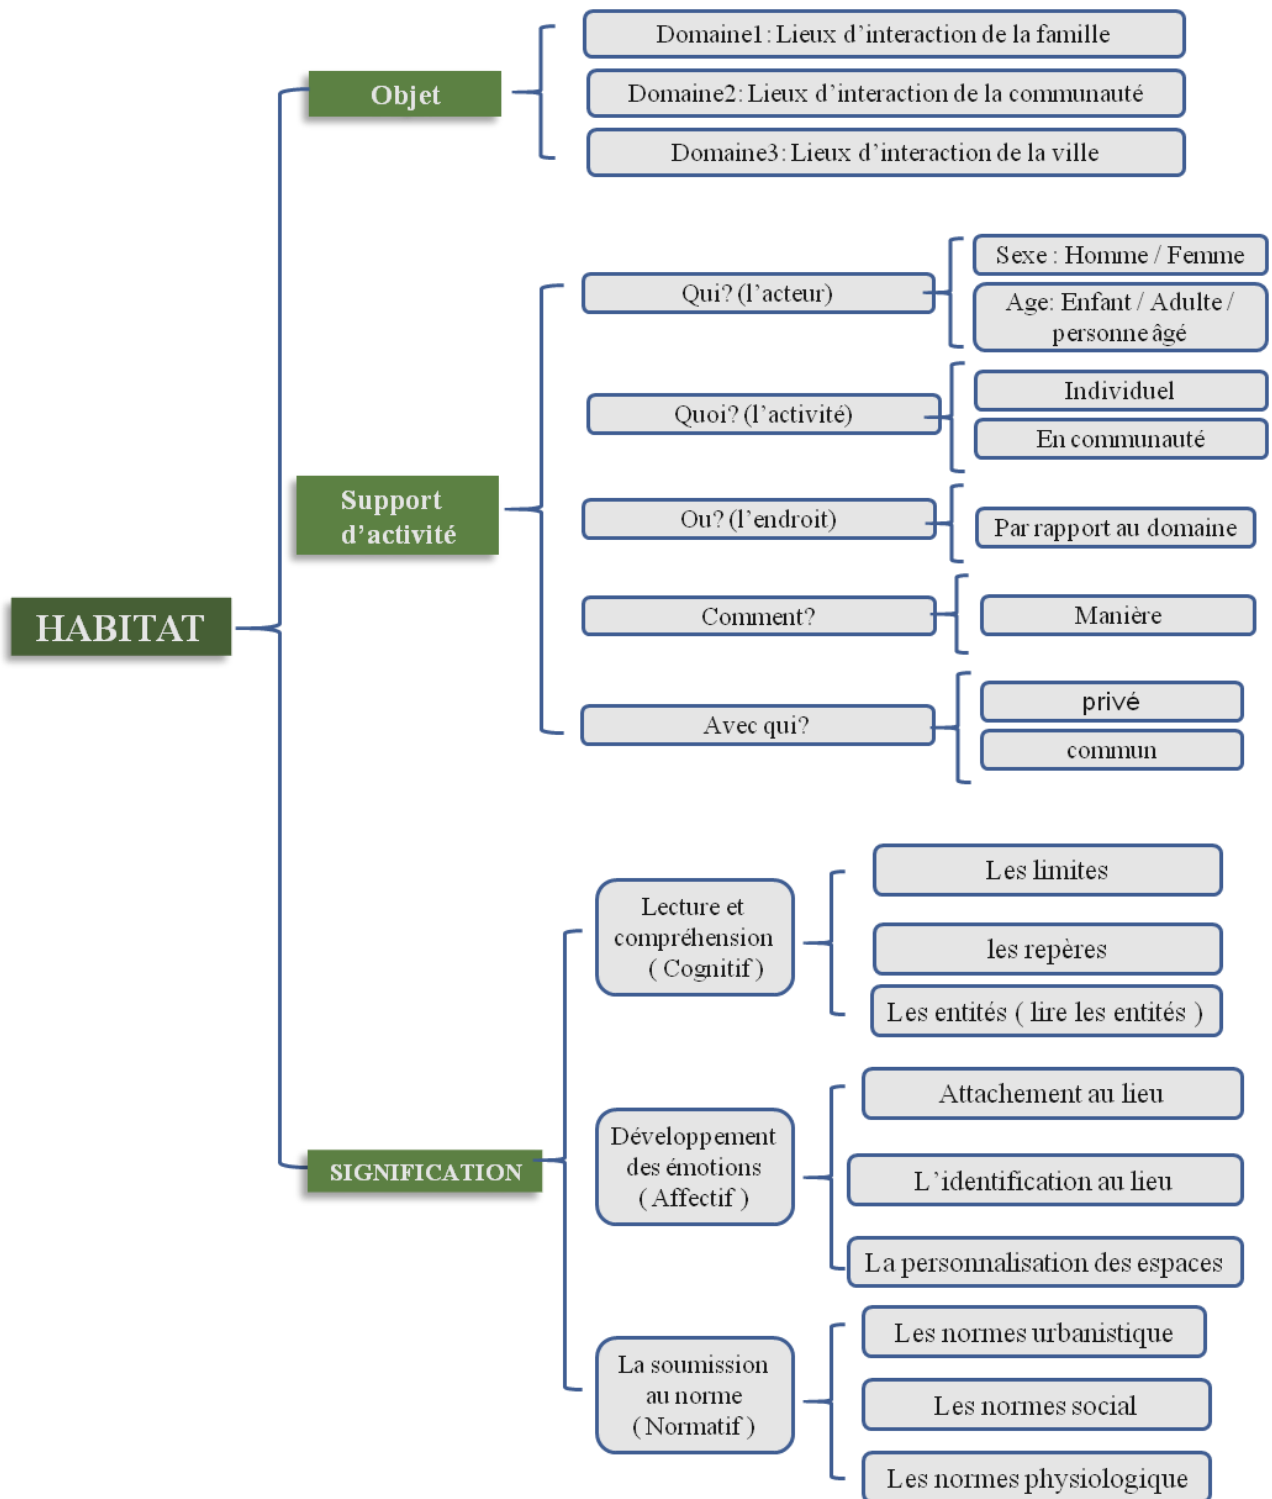 HABITAT
Objet
Domaine1: Lieux d’interaction de la famille
Domaine2: Lieux d’interaction de la communauté
Domaine3: Lieux d’interaction de la ville
Support
d’activité
Qui? (l’acteur)
Sexe : Homme / Femme
Age: Enfant / Adulte /
personne âgé
Quoi? (l’activité)
Individuel
En communauté
Ou? (l’endroit)
Par rapport au domaine
Comment?
Manière
Avec qui?
privé
commun
SIGNIFICATION
Lecture et
compréhension
( Cognitif )
Les limites
les repères
Les entités ( lire les entités )
Développement
des émotions
( Affectif )
Attachement au lieu
L’identification au lieu
La personnalisation des espaces
La soumission
au norme
( Normatif )
Les normes urbanistique
Les normes social
Les normes physiologique